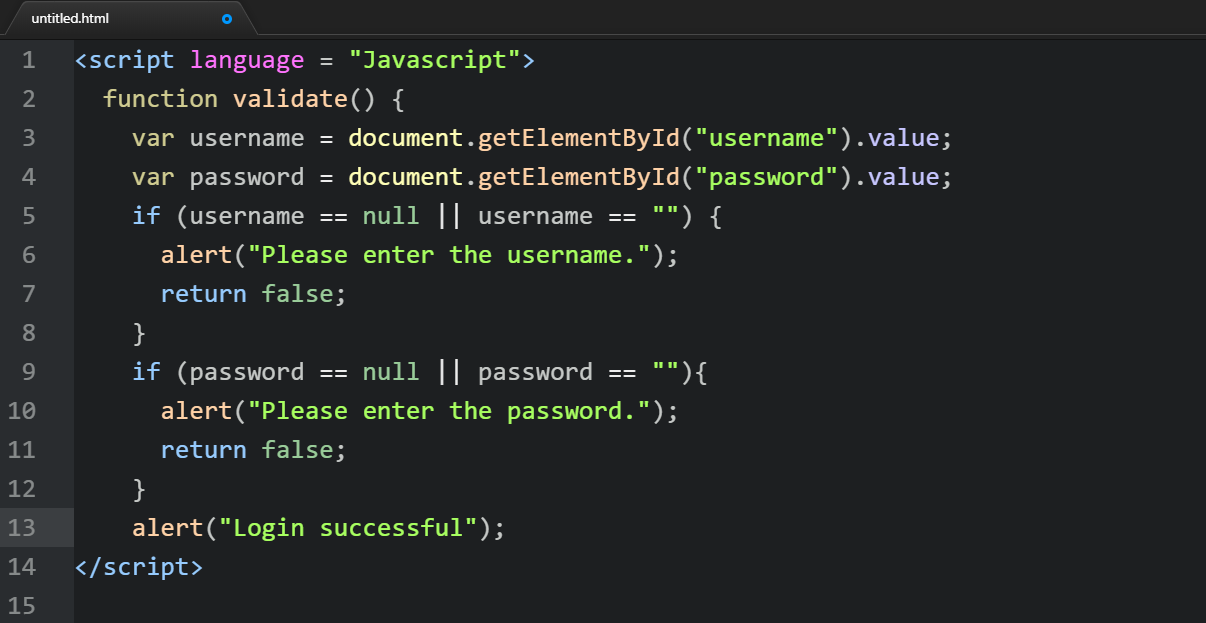 untitled.html
1 <script language = "Javascript">
2   function validate() {
3     var username = document.getElementById("username").value;
4     var password = document.getElementById("password").value;
5     if (username == null || username == "") {
6       alert("Please enter the username.");
7       return false;
8     }
9     if (password == null || password == ""){
10       alert("Please enter the password.");
11       return false;
12     }
13     alert("Login successful");
14 </script>
15